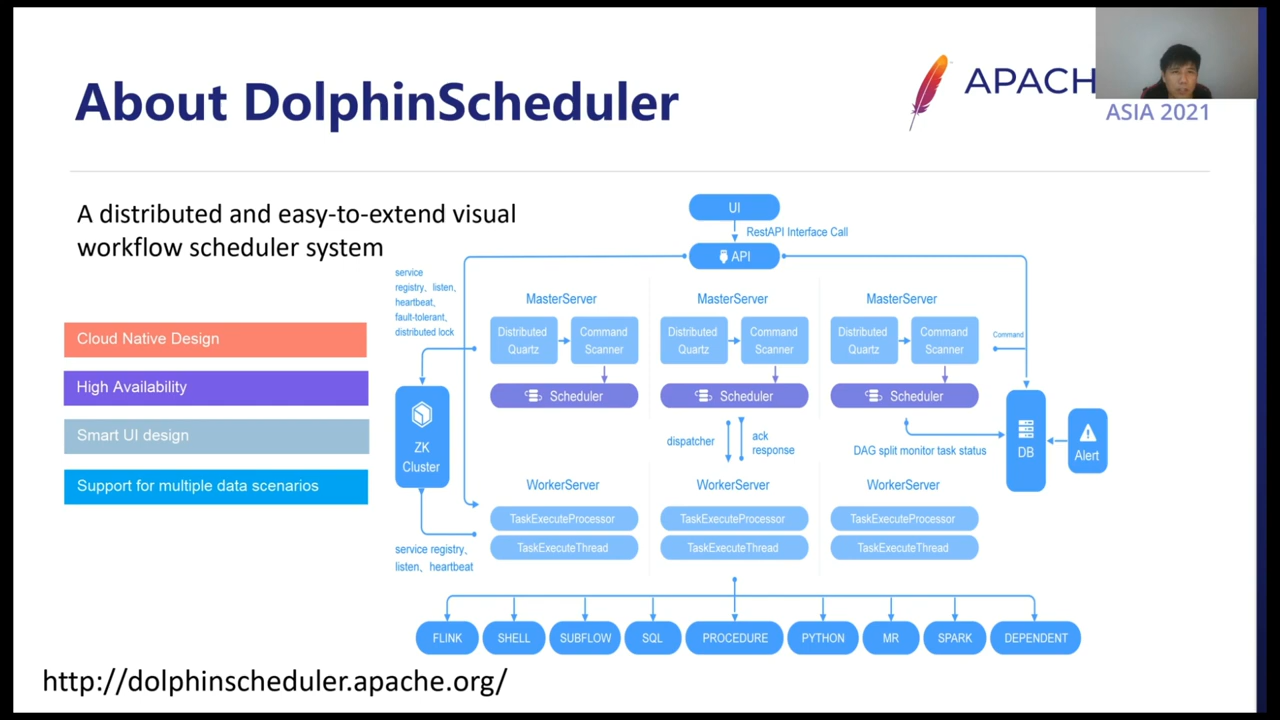 About DolphinScheduler
APACH
ASIA 2021
A distributed and easy-to-extend visual
workflow scheduler system
Cloud Native Design
High Availability
Smart UI design
Support for multiple data scenarios
UI
RestAPI Interface Call
API
service
registry、listen,
heartbeat,
fault-tolerant、
distributed lock
MasterServer
MasterServer
MasterServer
Distributed
Quartz
Command
Scanner
Distributed
Quartz
Command
Scanner
Distributed
Quartz
Command
Scanner
Command
Scheduler
Scheduler
Scheduler
ZK
Cluster
dispatcher
ack
response
DAG split monitor task status
DB
Alert
WorkerServer
WorkerServer
WorkerServer
TaskExecuteProcessor
TaskExecuteProcessor
TaskExecuteProcessor
TaskExecuteThread
TaskExecuteThread
TaskExecuteThread
service registry、
listen、heartbeat
FLINK
SHELL
SUBFLOW
SQL
PROCEDURE
PYTHON
MR
SPARK
DEPENDENT
http://dolphinscheduler.apache.org/